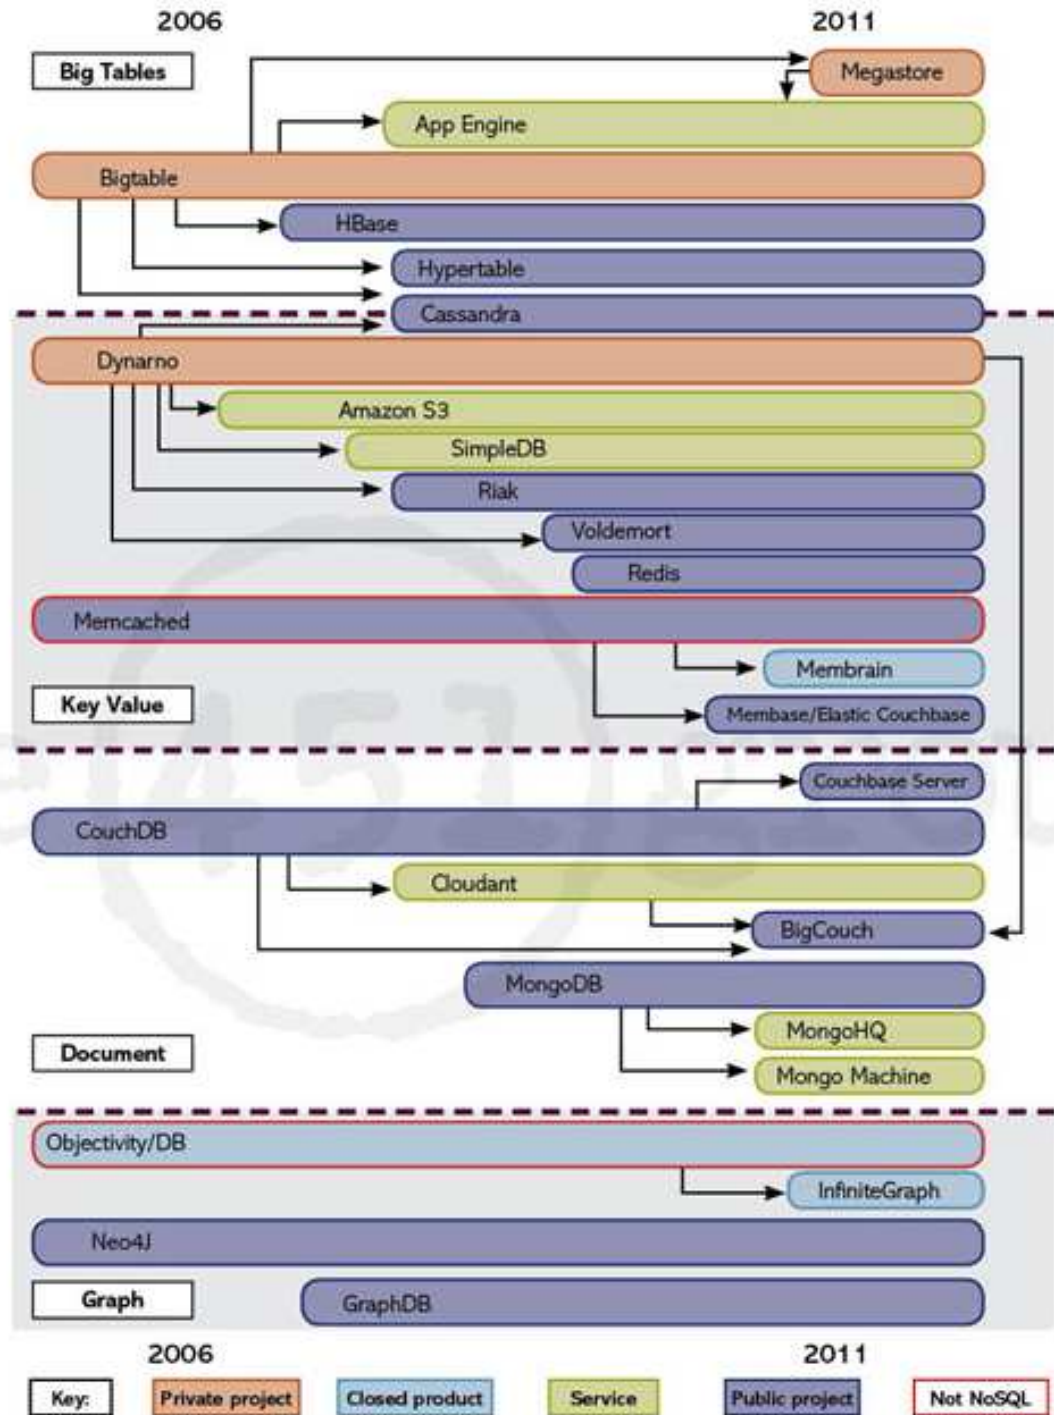 2006 2011
Big Tables
Megastore
App Engine
Bigtable
HBase
Hypertable
Cassandra
Dynarno
Amazon S3
SimpleDB
Riak
Voldemort
Redis
Memcached
Membrain
Key Value
Membase/Elastic Couchbase
451
Couchbase Server
CouchDB
Cloudant
BigCouch
MongoDB
MongoHQ
Document
Mongo Machine
Objectivity/DB
InfiniteGraph
Neo4J
Graph
GraphDB
2006 2011
Key: Private project Closed product Service Public project Not NoSQL